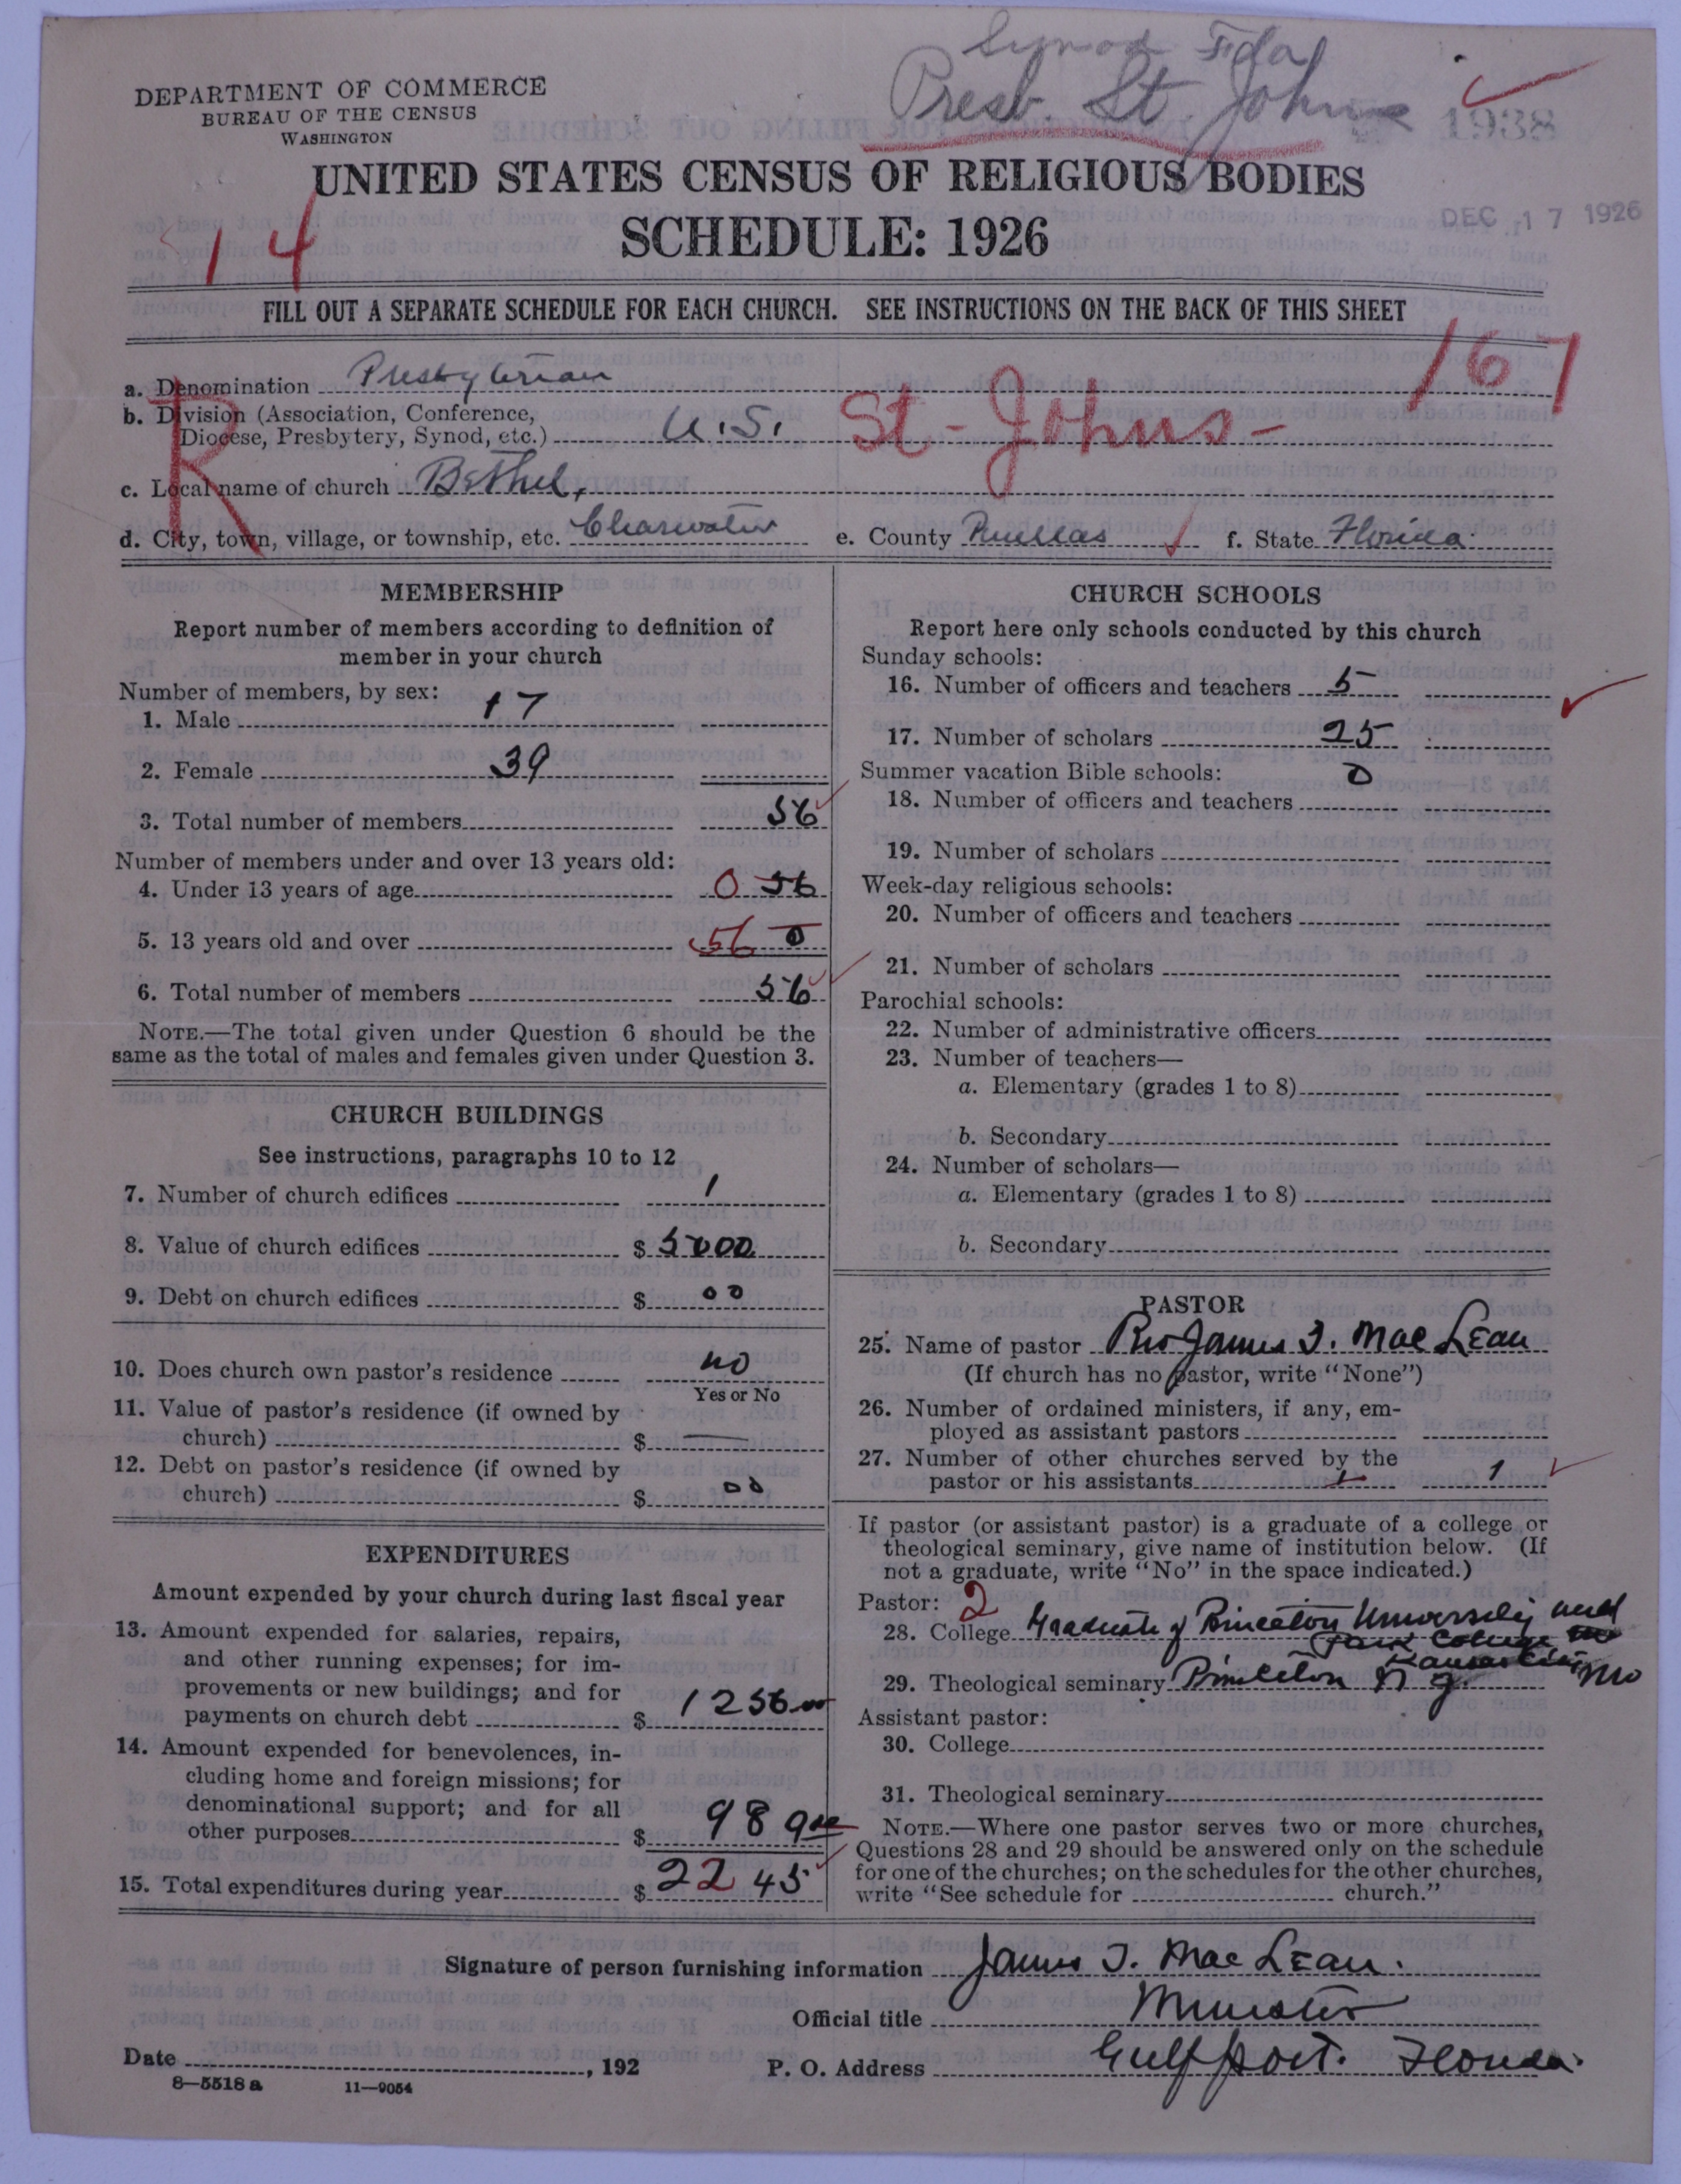 Synod Fda
Presb. St Johns
1938
DEPARTMENT OF COMMERCE
BUREAU OF THE CENSUS
WASHINGTON
UNITED STATES CENSUS OF RELIGIOUS BODIES
SCHEDULE: 1926
DEC 17 1926
14
FILL OUT A SEPARATE SCHEDULE FOR EACH CHURCH. SEE INSTRUCTIONS ON THE BACK OF THIS SHEET
167
a. Denomination Presbyterian
b. Division (Association, Conference,
Diocese, Presbytery, Synod, etc.) U.S. St-Johns-
R
c. Local name of church Bethel,
d. City, town, village, or township, etc. Clearwater e. County Pinellas f. State Florida
MEMBERSHIP
Report number of members according to definition of
member in your church
Number of members, by sex:
1. Male 17
2. Female 39
3. Total number of members 56
Number of members under and over 13 years old:
4. Under 13 years of age 0 56
5. 13 years old and over 56 0
6. Total number of members 56
NOTE.—The total given under Question 6 should be the
same as the total of males and females given under Question 3.
CHURCH BUILDINGS
See instructions, paragraphs 10 to 12
7. Number of church edifices 1
8. Value of church edifices $ 5000
9. Debt on church edifices $ 00
10. Does church own pastor's residence no
Yes or No
11. Value of pastor's residence (if owned by
church) $ —
12. Debt on pastor's residence (if owned by
church) $ 00
EXPENDITURES
Amount expended by your church during last fiscal year
13. Amount expended for salaries, repairs,
and other running expenses; for im-
provements or new buildings; and for
payments on church debt $ 1256 00
14. Amount expended for benevolences, in-
cluding home and foreign missions; for
denominational support; and for all
other purposes $ 989 00
15. Total expenditures during year $ 2245
CHURCH SCHOOLS
Report here only schools conducted by this church
Sunday schools:
16. Number of officers and teachers 5
17. Number of scholars 25
Summer vacation Bible schools: 0
18. Number of officers and teachers
19. Number of scholars
Week-day religious schools:
20. Number of officers and teachers
21. Number of scholars
Parochial schools:
22. Number of administrative officers
23. Number of teachers—
a. Elementary (grades 1 to 8)
b. Secondary
24. Number of scholars—
a. Elementary (grades 1 to 8)
b. Secondary
PASTOR
25. Name of pastor Rev James J. MacLean
(If church has no pastor, write "None")
26. Number of ordained ministers, if any, em-
ployed as assistant pastors
27. Number of other churches served by the
pastor or his assistants 1 1
If pastor (or assistant pastor) is a graduate of a college or
theological seminary, give name of institution below. (If
not a graduate, write "No" in the space indicated.)
Pastor: 2
28. College Graduate of Princeton University and
Park College
Kansas City Mo
29. Theological seminary Princeton N J.
Assistant pastor:
30. College
31. Theological seminary
NOTE.—Where one pastor serves two or more churches,
Questions 28 and 29 should be answered only on the schedule
for one of the churches; on the schedules for the other churches,
write "See schedule for church."
Signature of person furnishing information James J. MacLean.
Official title Minister
Date , 192 P. O. Address Gulfport. Florida.
8—5518 a 11—9054